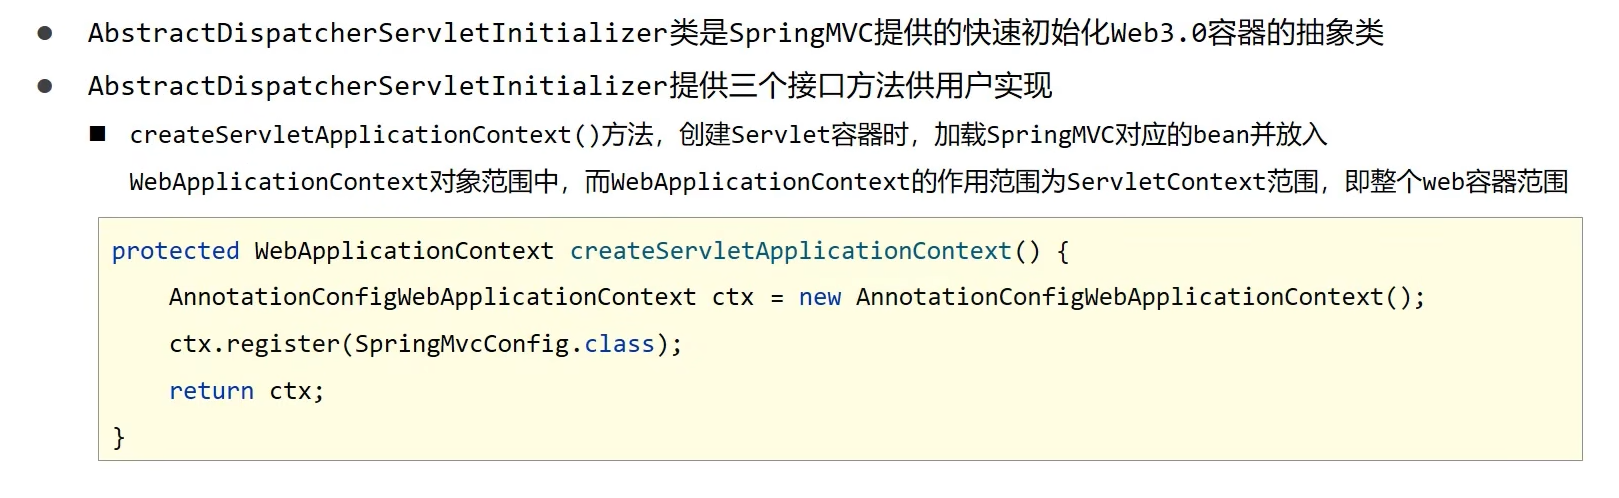 ● AbstractDispatcherServletInitializer类是SpringMVC提供的快速初始化Web3.0容器的抽象类
● AbstractDispatcherServletInitializer提供三个接口方法供用户实现
■ createServletApplicationContext()方法，创建Servlet容器时，加载SpringMVC对应的bean并放入
WebApplicationContext对象范围中，而WebApplicationContext的作用范围为ServletContext范围，即整个web容器范围
protected WebApplicationContext createServletApplicationContext() {
    AnnotationConfigWebApplicationContext ctx = new AnnotationConfigWebApplicationContext();
    ctx.register(SpringMvcConfig.class);
    return ctx;
}